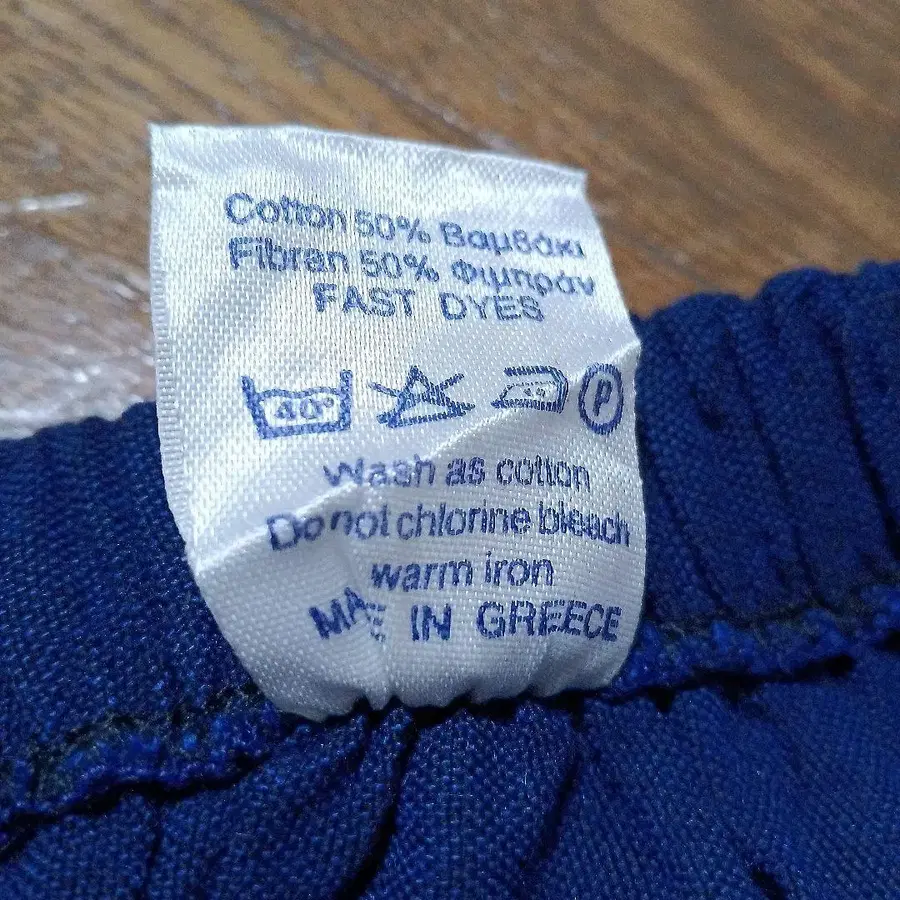 Cotton 50% Βαμβάκι
Fibran 50% Φιμπράν
FAST DYES
40°
P
Wash as cotton
Do not chlorine bleach
warm iron
MADE IN GREECE